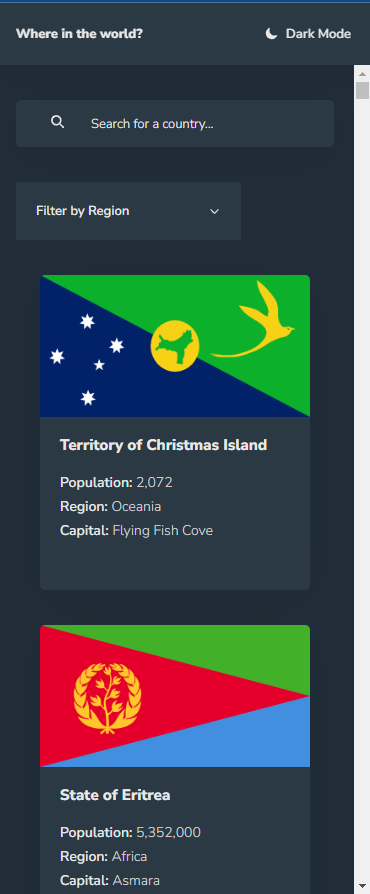 Where in the world?
Dark Mode
Search for a country...
Filter by Region
Territory of Christmas Island
Population: 2,072
Region: Oceania
Capital: Flying Fish Cove
State of Eritrea
Population: 5,352,000
Region: Africa
Capital: Asmara